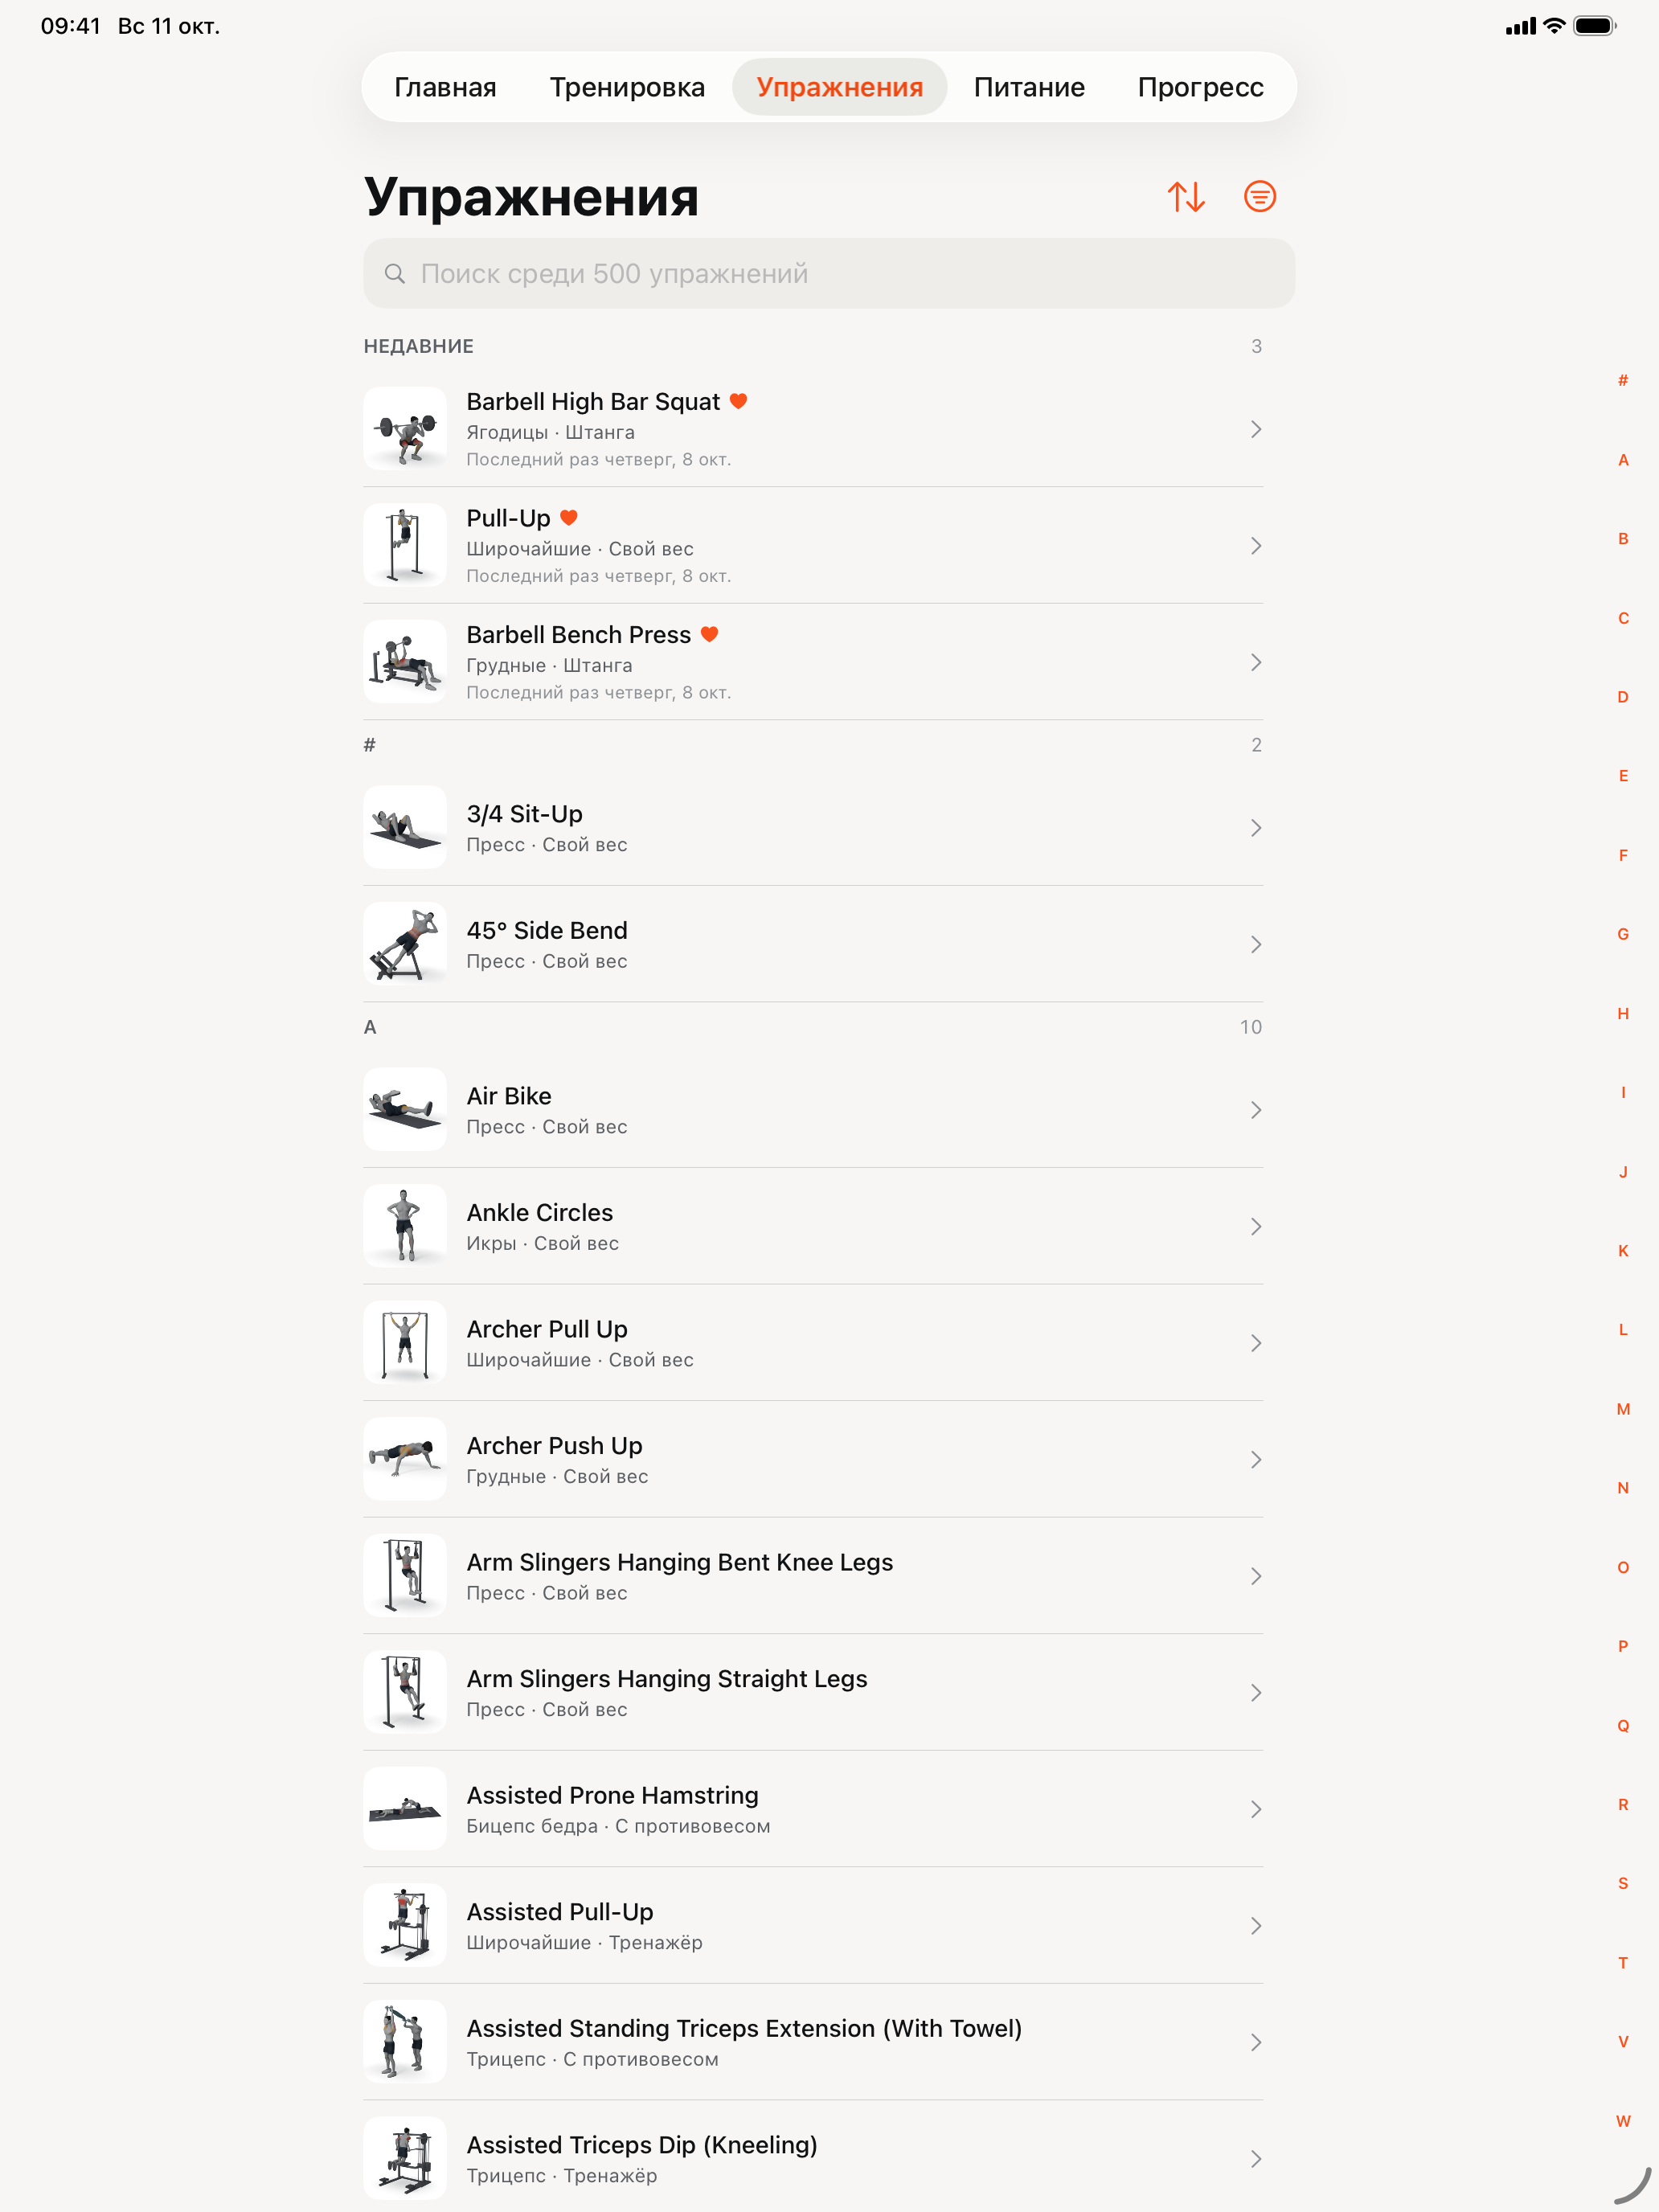 09:41 Вс 11 окт.
Главная Тренировка Упражнения Питание Прогресс
Упражнения
Поиск среди 500 упражнений
НЕДАВНИЕ 3
Barbell High Bar Squat
Ягодицы · Штанга
Последний раз четверг, 8 окт.
Pull-Up
Широчайшие · Свой вес
Последний раз четверг, 8 окт.
Barbell Bench Press
Грудные · Штанга
Последний раз четверг, 8 окт.
# 2
3/4 Sit-Up
Пресс · Свой вес
45° Side Bend
Пресс · Свой вес
A 10
Air Bike
Пресс · Свой вес
Ankle Circles
Икры · Свой вес
Archer Pull Up
Широчайшие · Свой вес
Archer Push Up
Грудные · Свой вес
Arm Slingers Hanging Bent Knee Legs
Пресс · Свой вес
Arm Slingers Hanging Straight Legs
Пресс · Свой вес
Assisted Prone Hamstring
Бицепс бедра · С противовесом
Assisted Pull-Up
Широчайшие · Тренажёр
Assisted Standing Triceps Extension (With Towel)
Трицепс · С противовесом
Assisted Triceps Dip (Kneeling)
Трицепс · Тренажёр
#
A
B
C
D
E
F
G
H
I
J
K
L
M
N
O
P
Q
R
S
T
V
W